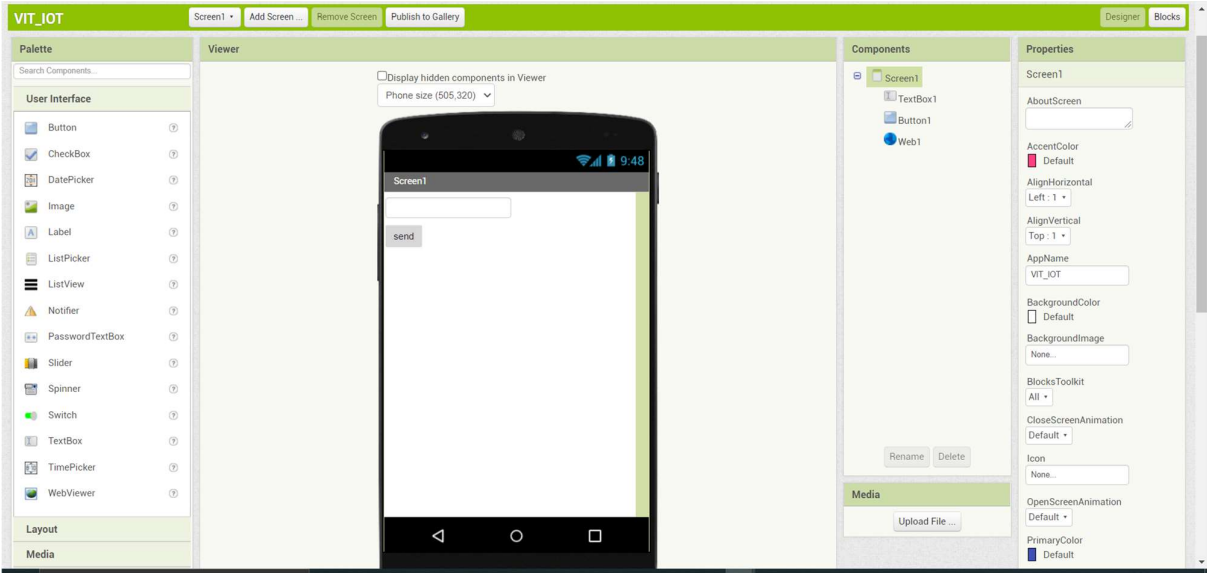 VIT_IOT
Screen1
Add Screen ...
Remove Screen
Publish to Gallery
Designer
Blocks
Palette
Search Components...
User Interface
Button
CheckBox
DatePicker
Image
Label
ListPicker
ListView
Notifier
PasswordTextBox
Slider
Spinner
Switch
TextBox
TimePicker
WebViewer
Layout
Media
Viewer
Display hidden components in Viewer
Phone size (505,320)
9:48
Screen1
send
Components
Screen1
TextBox1
Button1
Web1
Rename
Delete
Media
Upload File ...
Properties
Screen1
AboutScreen
AccentColor
Default
AlignHorizontal
Left : 1
AlignVertical
Top : 1
AppName
VIT_IOT
BackgroundColor
Default
BackgroundImage
None...
BlocksToolkit
All
CloseScreenAnimation
Default
Icon
None...
OpenScreenAnimation
Default
PrimaryColor
Default